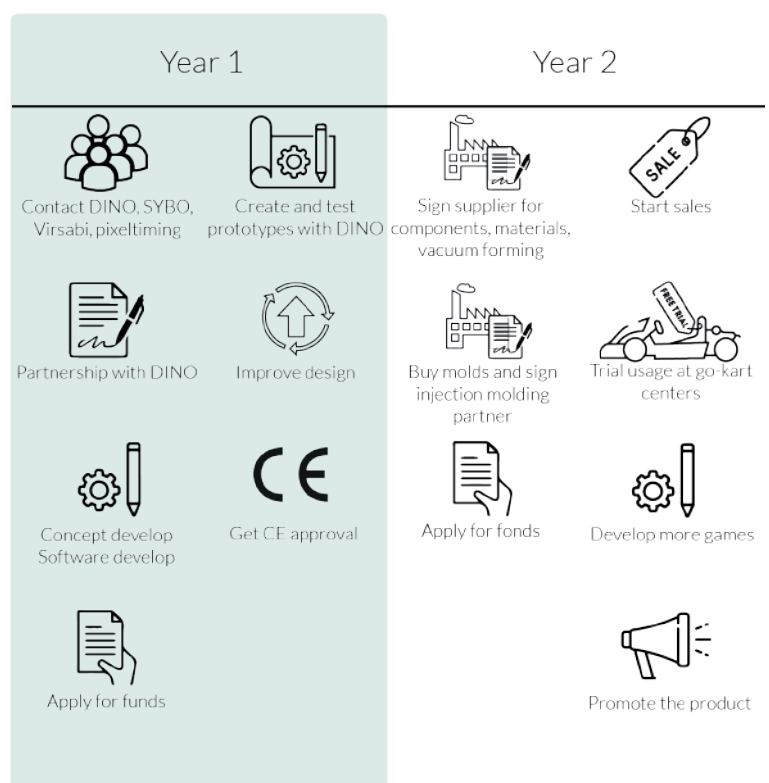 Year 1
Year 2
Contact DINO, SYBO,
Virsabi, pixeltiming
Create and test
prototypes with DINO
Sign supplier for
components, materials,
vacuum forming
SALE
Start sales
Partnership with DINO
Improve design
Buy molds and sign
injection molding
partner
FREE TRIAL
Trial usage at go-kart
centers
Concept develop
Software develop
CE
Get CE approval
Apply for fonds
Develop more games
Apply for funds
Promote the product